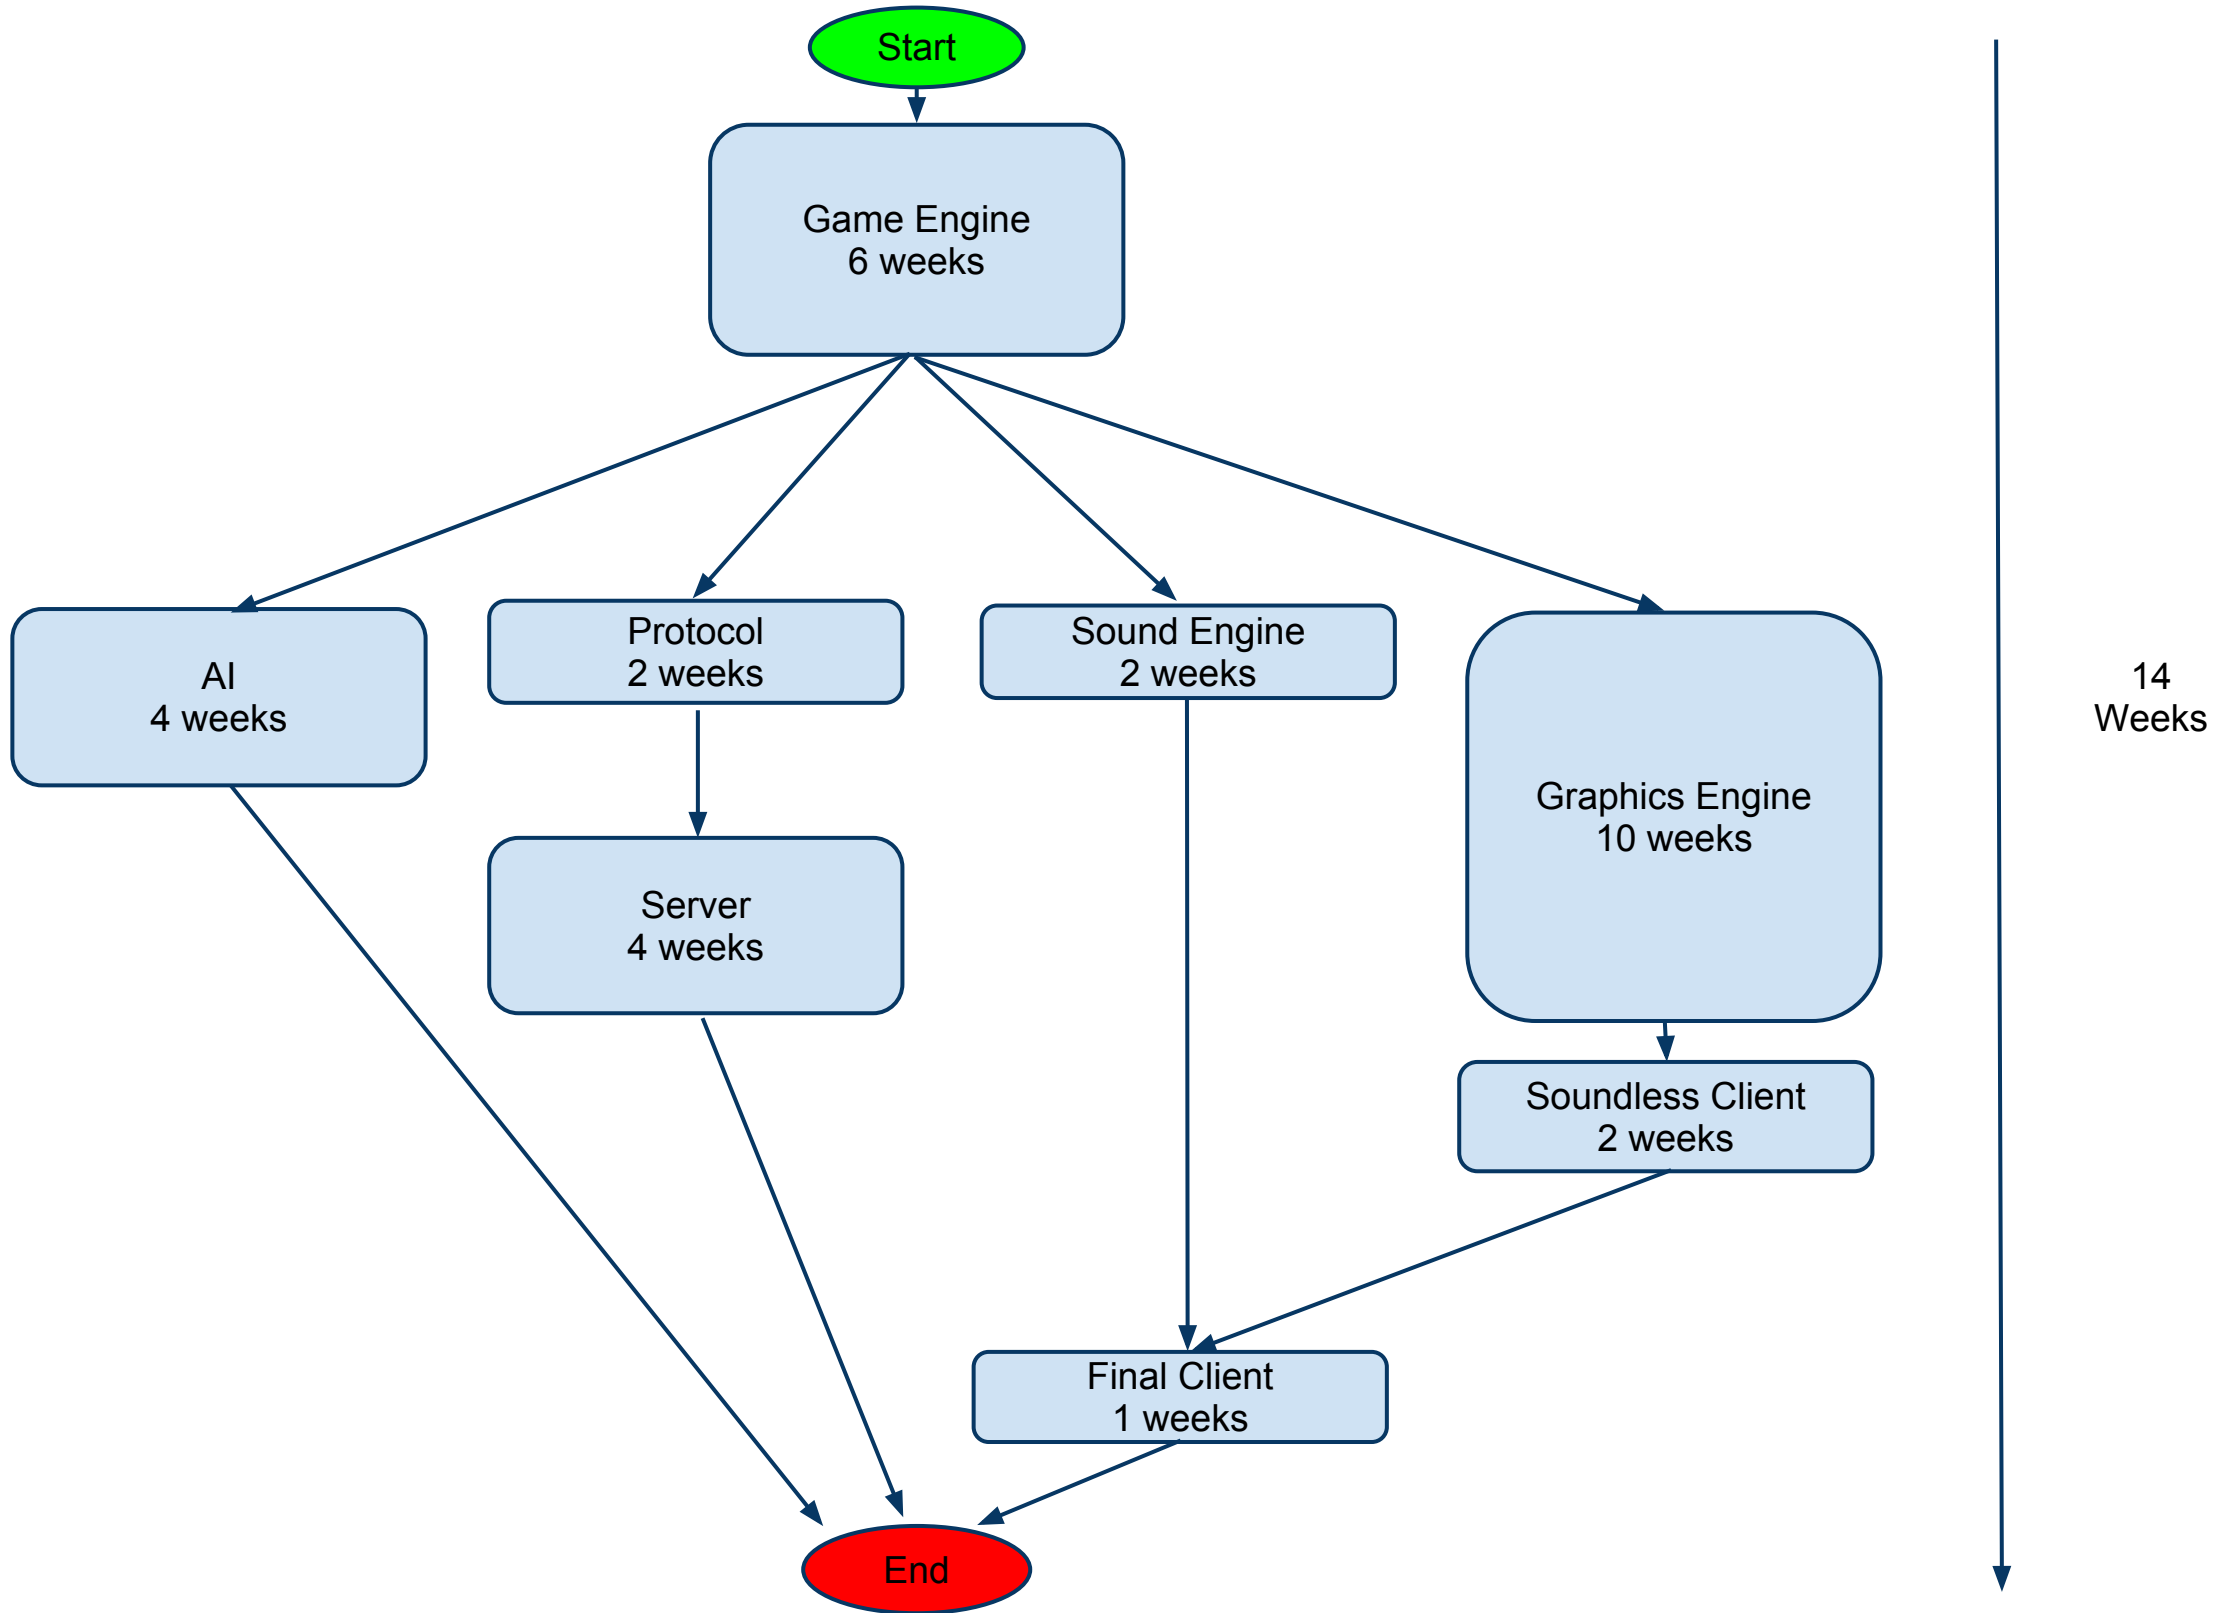 Start
Game Engine
6 weeks
AI
4 weeks
Protocol
2 weeks
Sound Engine
2 weeks
Graphics Engine
10 weeks
14
Weeks
Server
4 weeks
Soundless Client
2 weeks
Final Client
1 weeks
End